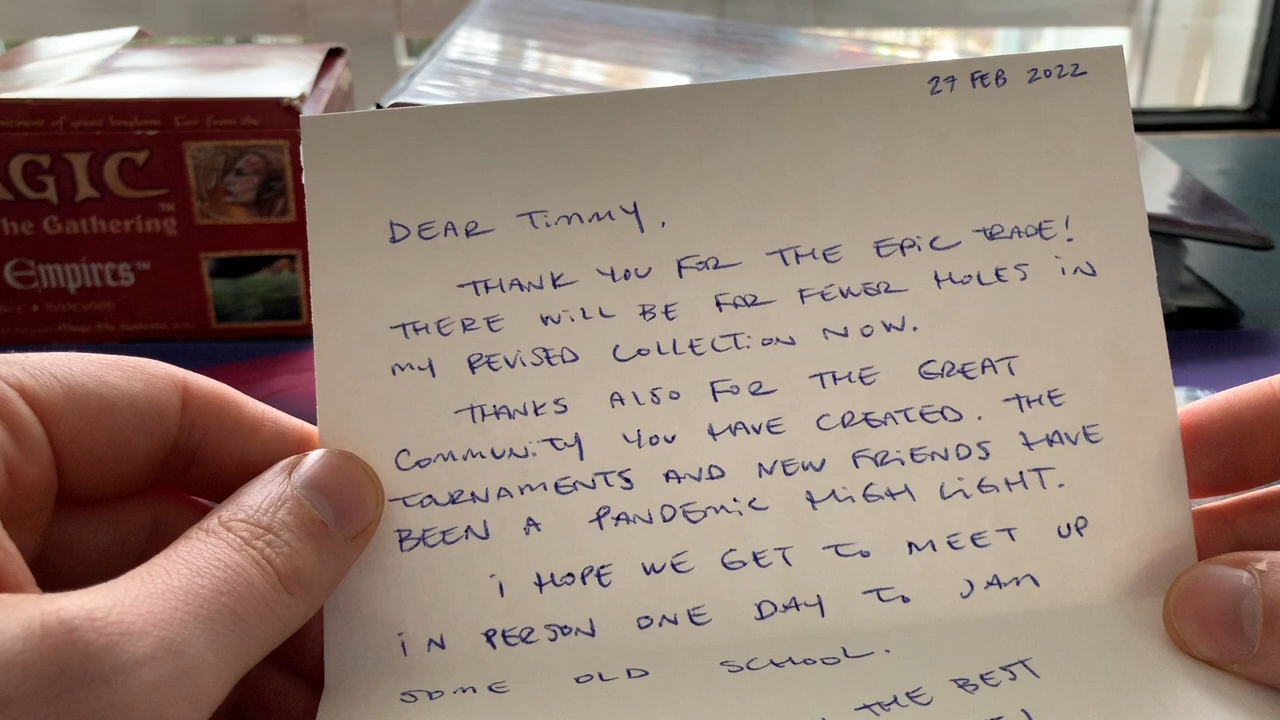 27 FEB 2022
DEAR TIMMY,
THANK YOU FOR THE EPIC TRADE!
THERE WILL BE FAR FEWER HOLES IN
MY REVISED COLLECTION NOW.
THANKS ALSO FOR THE GREAT
COMMUNITY YOU HAVE CREATED. THE
TOURNAMENTS AND NEW FRIENDS HAVE
BEEN A PANDEMIC HIGH LIGHT.
I HOPE WE GET TO MEET UP
IN PERSON ONE DAY TO JAM
SOME OLD SCHOOL.
THE BEST
AGIC
The Gathering
Empires™